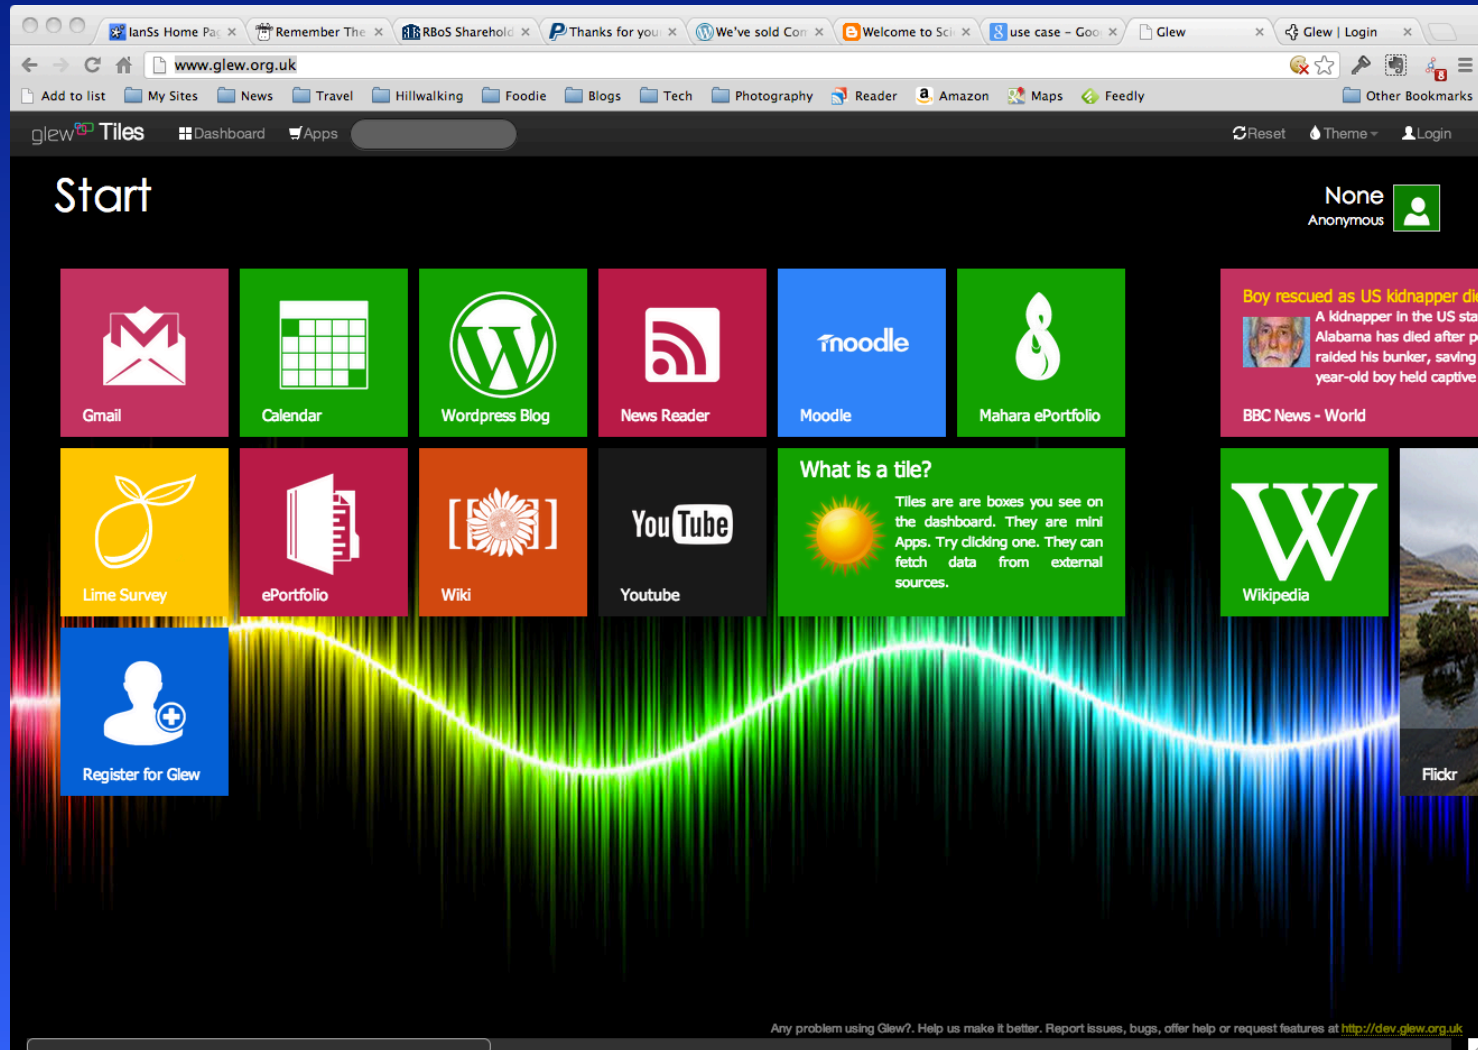 IanSs Home Pag
Remember The
RBoS Sharehold
Thanks for you
We've sold Con
Welcome to Sci
use case - Goo
Glew
Glew | Login
www.glew.org.uk
8
Add to list
My Sites
News
Travel
Hillwalking
Foodie
Blogs
Tech
Photography
Reader
Amazon
Maps
Feedly
Other Bookmarks
glew Tiles
Dashboard
Apps
Reset
Theme
Login
Start
None
Anonymous
Gmail
Calendar
Wordpress Blog
News Reader
moodle
Moodle
Mahara ePortfolio
Boy rescued as US kidnapper die
A kidnapper in the US sta
Alabama has died after p
raided his bunker, saving
year-old boy held captive
BBC News - World
Lime Survey
ePortfolio
[[ ]]
Wiki
You Tube
Youtube
What is a tile?
Tiles are are boxes you see on
the dashboard. They are mini
Apps. Try clicking one. They can
fetch data from external
sources.
W
Wikipedia
Flickr
Register for Glew
Any problem using Glew?. Help us make it better. Report issues, bugs, offer help or request features at http://dev.glew.org.uk